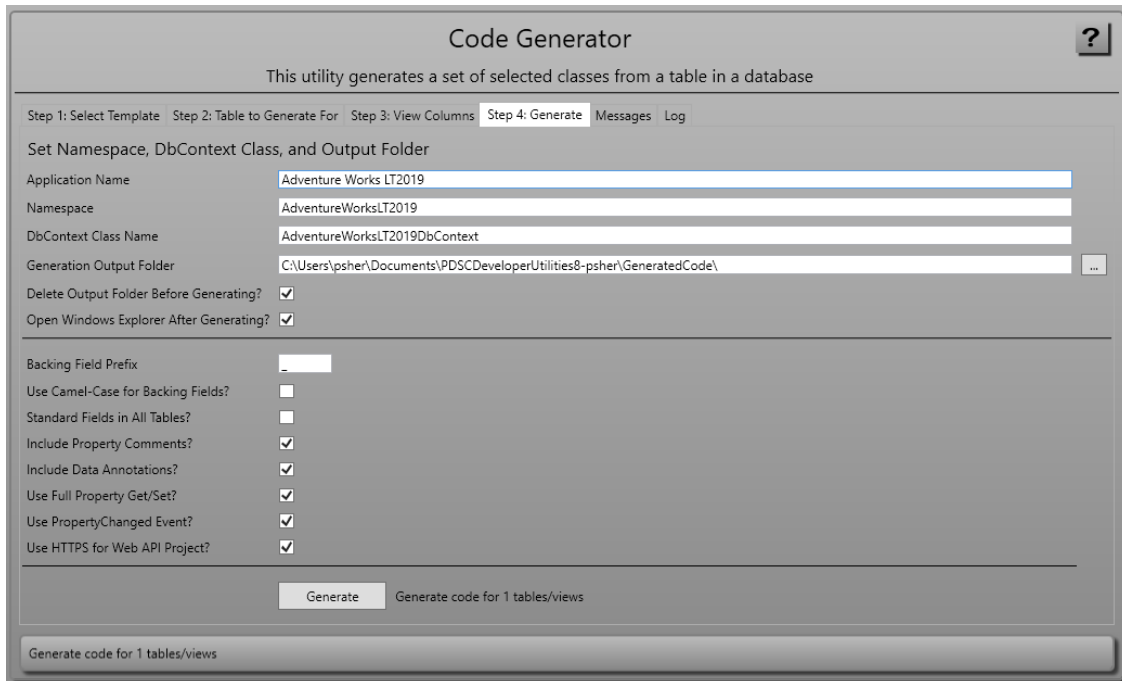 Code Generator
?
This utility generates a set of selected classes from a table in a database
Step 1: Select Template Step 2: Table to Generate For Step 3: View Columns Step 4: Generate Messages Log
Set Namespace, DbContext Class, and Output Folder
Application Name Adventure Works LT2019
Namespace AdventureWorksLT2019
DbContext Class Name AdventureWorksLT2019DbContext
Generation Output Folder C:\Users\psher\Documents\PDSCDeveloperUtilities8-psher\GeneratedCode\ ...
Delete Output Folder Before Generating?
Open Windows Explorer After Generating?
Backing Field Prefix _
Use Camel-Case for Backing Fields?
Standard Fields in All Tables?
Include Property Comments?
Include Data Annotations?
Use Full Property Get/Set?
Use PropertyChanged Event?
Use HTTPS for Web API Project?
Generate Generate code for 1 tables/views
Generate code for 1 tables/views